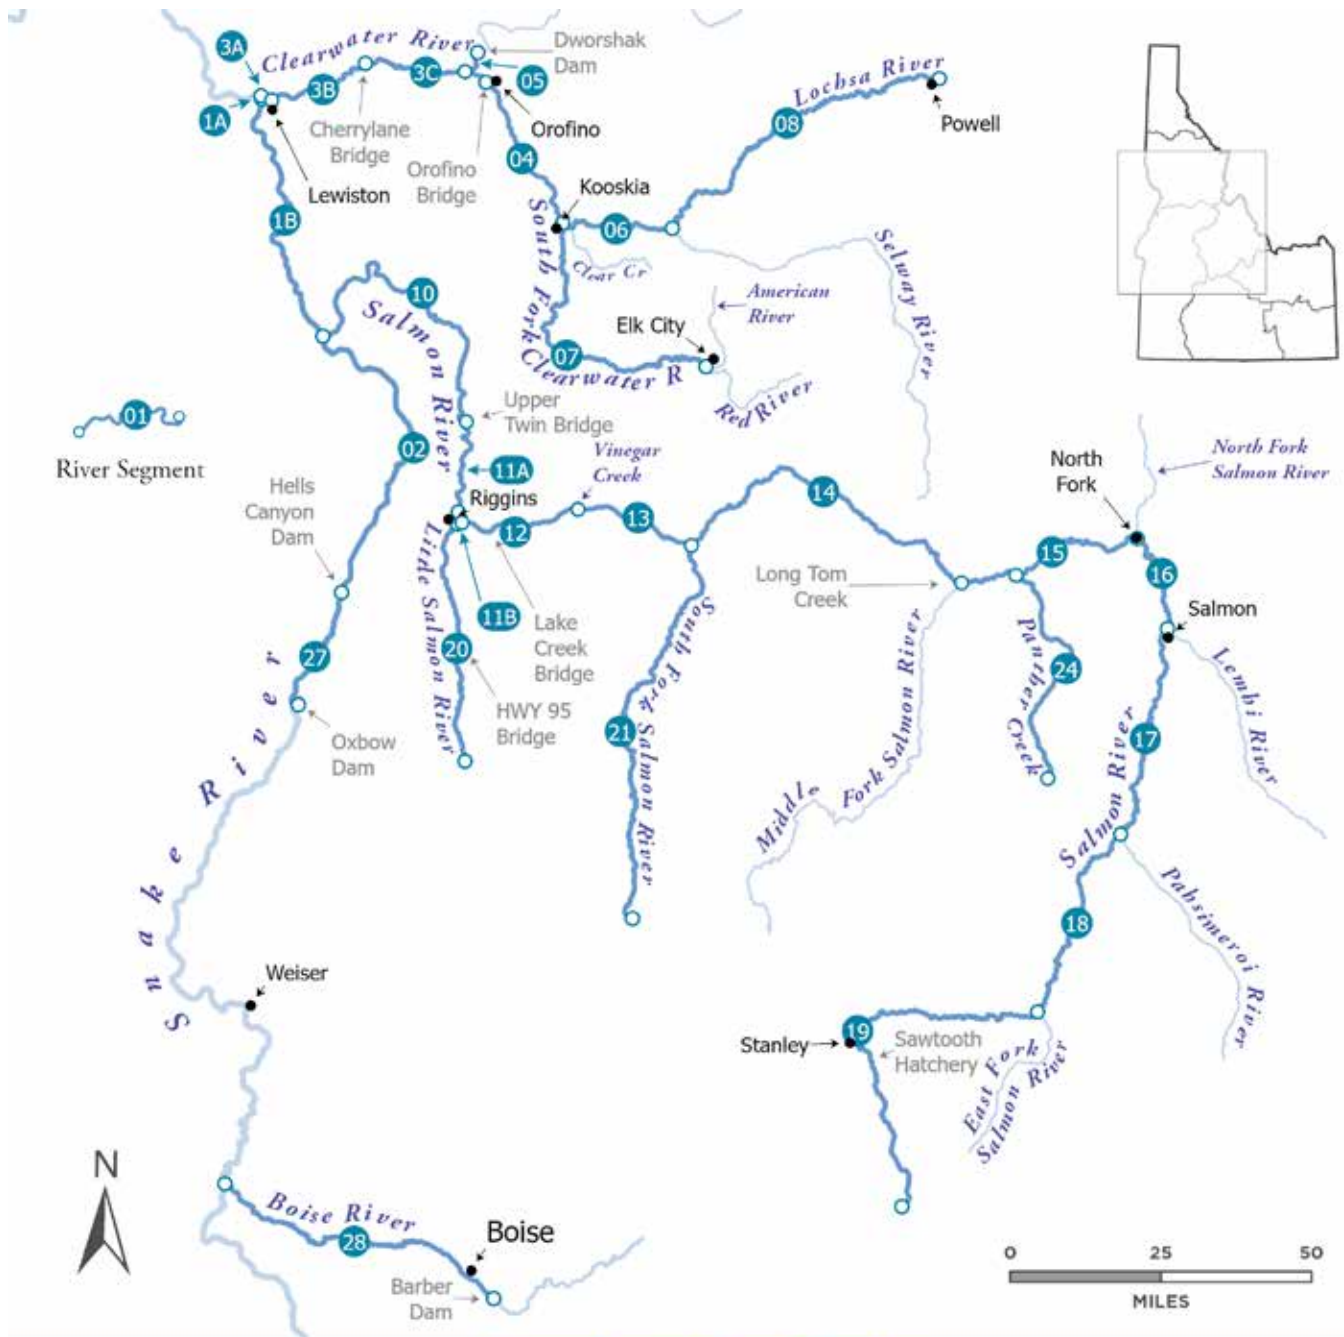 3A
Clearwater River
3B
3C
05
Dworshak
Dam
1A
Cherrylane
Bridge
Orofino
Bridge
Orofino
Lewiston
04
Lochsa River
08
Powell
Kooskia
1B
06
South Fork
Clearwater R
Clear Cr
Selway River
American
River
Elk City
07
Red River
10
Salmon River
01
River Segment
02
Upper
Twin Bridge
11A
Riggins
Vinegar
Creek
Hells
Canyon
Dam
12
13
14
North
Fork
North Fork
Salmon River
15
16
Long Tom
Creek
Salmon
Little Salmon River
11B
Lake
Creek
Bridge
20
HWY 95
Bridge
27
Oxbow
Dam
South Fork Salmon River
21
Middle Fork Salmon River
Panther Creek
24
Lemhi River
17
Salmon River
Snake River
18
Pahsimeroi River
Weiser
Stanley
19
Sawtooth
Hatchery
East Fork
Salmon River
N
Boise River
28
Boise
Barber
Dam
0 25 50
MILES